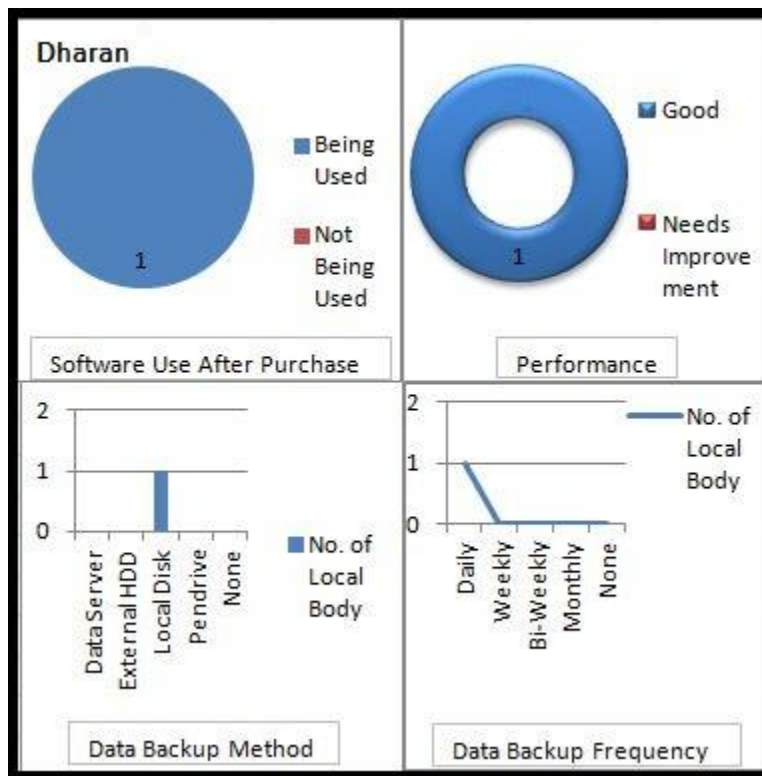 Dharan
Being
Used
Not
Being
Used
1
Software Use After Purchase
Good
Needs
Improve
ment
1
Performance
2
1
0
Data Server
External HDD
Local Disk
Pendrive
None
No. of
Local
Body
Data Backup Method
2
1
0
Daily
Weekly
Bi-Weekly
Monthly
None
No. of
Local
Body
Data Backup Frequency